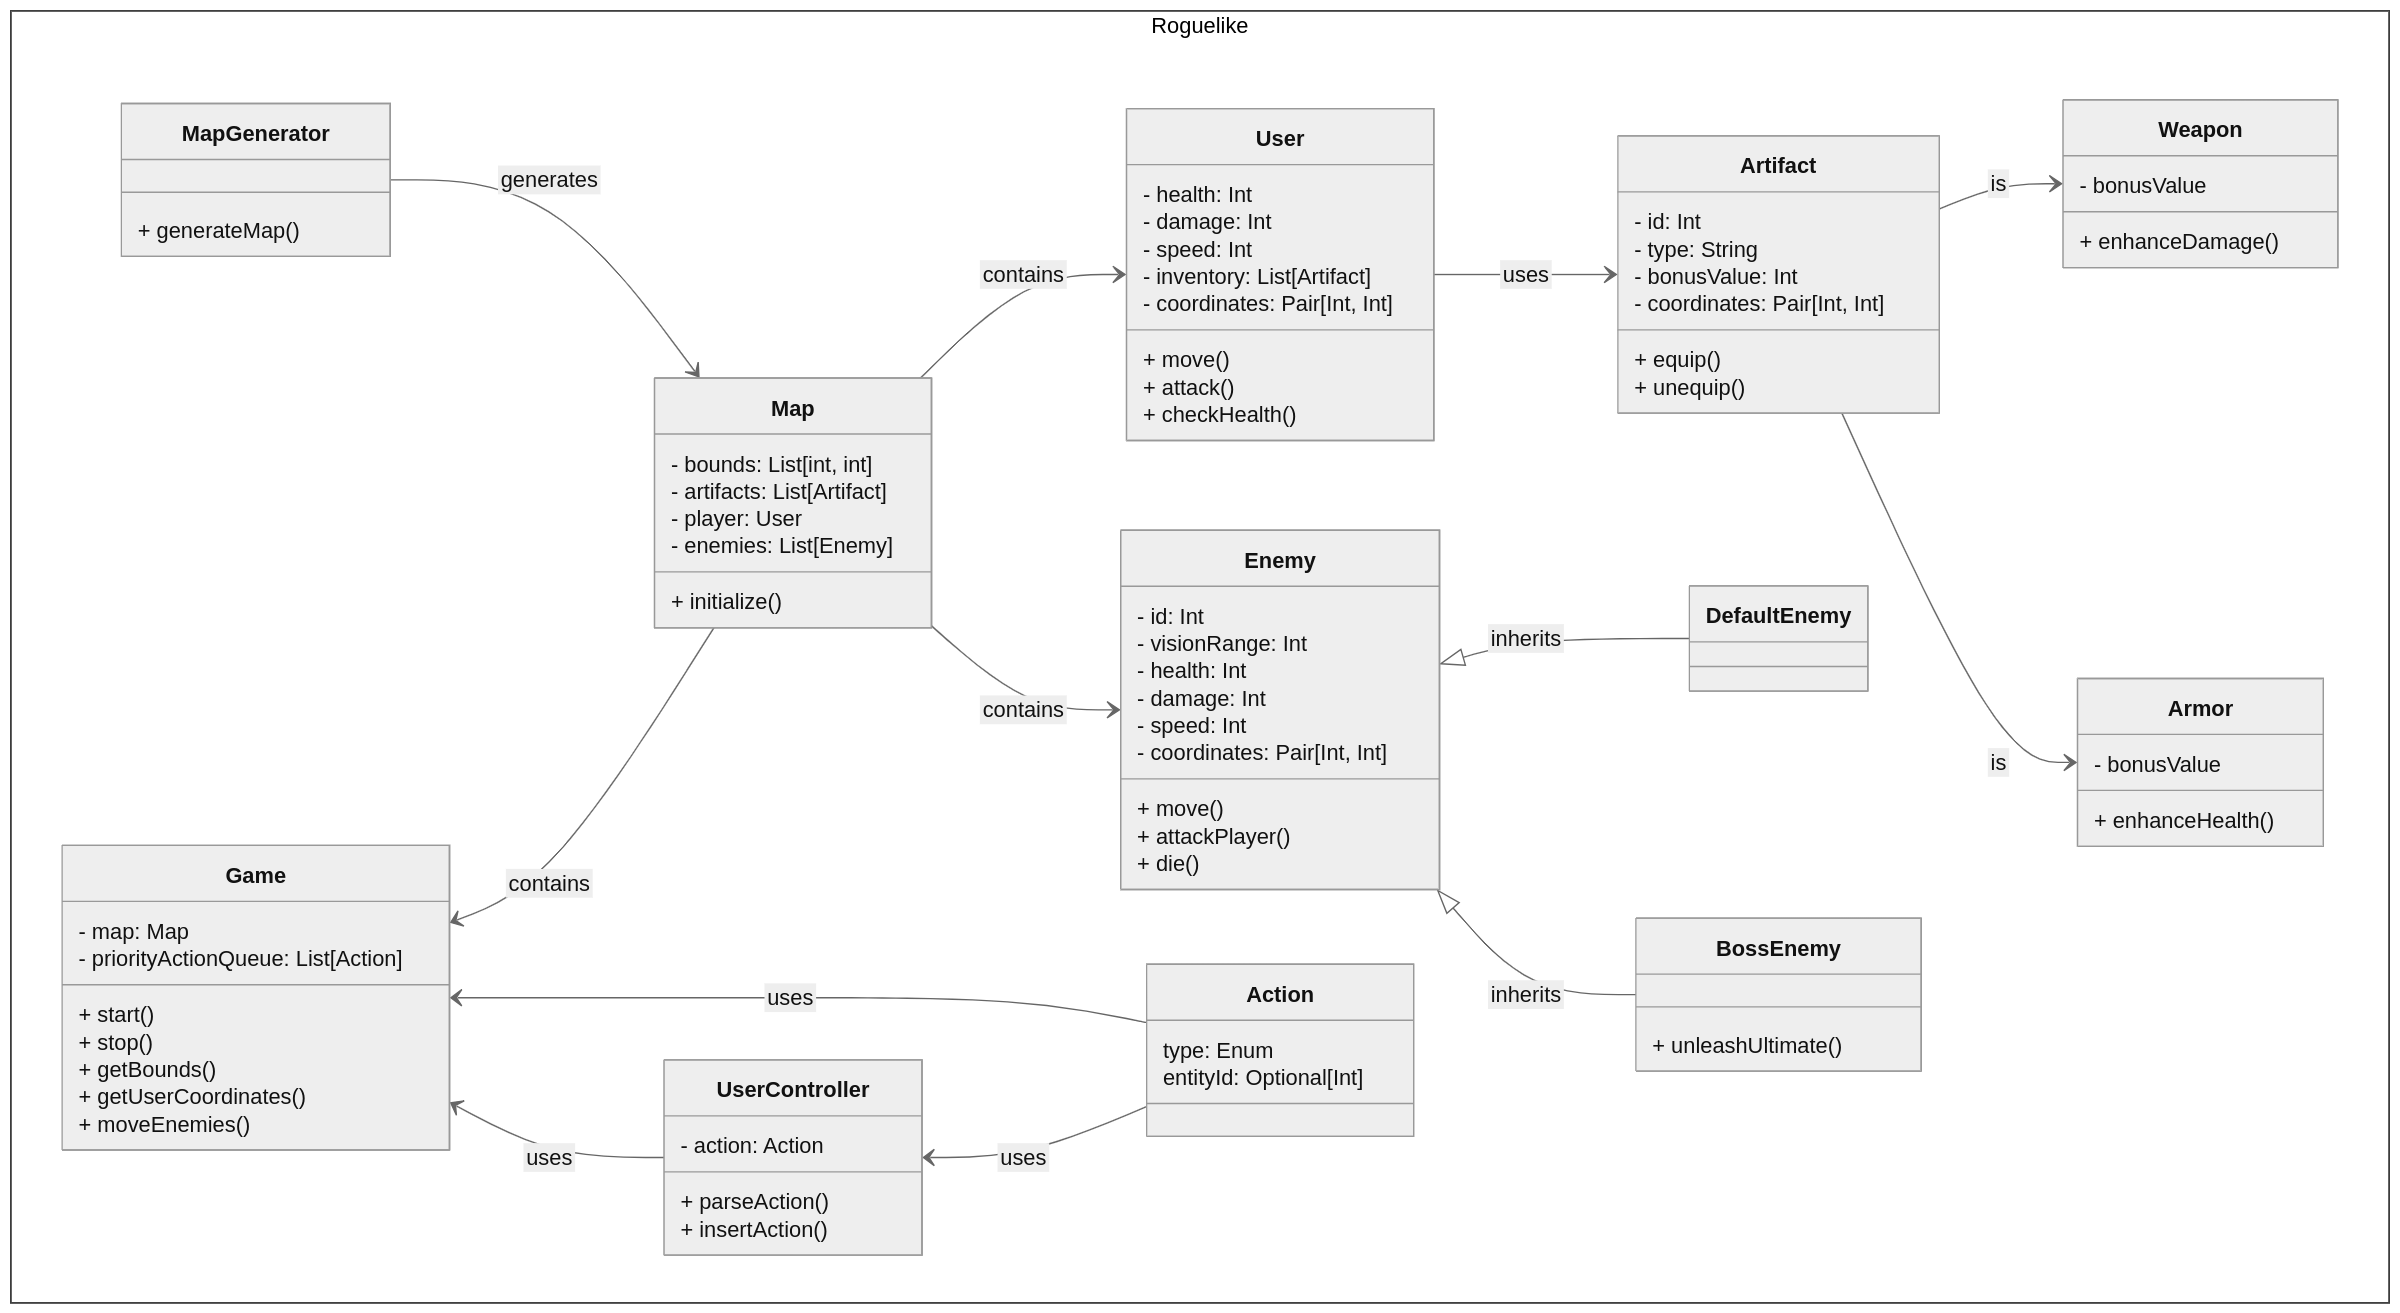 Roguelike
MapGenerator
+ generateMap()
generates
Map
- bounds: List[int, int]
- artifacts: List[Artifact]
- player: User
- enemies: List[Enemy]
+ initialize()
contains
User
- health: Int
- damage: Int
- speed: Int
- inventory: List[Artifact]
- coordinates: Pair[Int, Int]
+ move()
+ attack()
+ checkHealth()
uses
Artifact
- id: Int
- type: String
- bonusValue: Int
- coordinates: Pair[Int, Int]
+ equip()
+ unequip()
is
Weapon
- bonusValue
+ enhanceDamage()
contains
Enemy
- id: Int
- visionRange: Int
- health: Int
- damage: Int
- speed: Int
- coordinates: Pair[Int, Int]
+ move()
+ attackPlayer()
+ die()
inherits
DefaultEnemy
is
Armor
- bonusValue
+ enhanceHealth()
contains
Game
- map: Map
- priorityActionQueue: List[Action]
+ start()
+ stop()
+ getBounds()
+ getUserCoordinates()
+ moveEnemies()
uses
Action
type: Enum
entityId: Optional[Int]
inherits
BossEnemy
+ unleashUltimate()
uses
UserController
- action: Action
+ parseAction()
+ insertAction()
uses